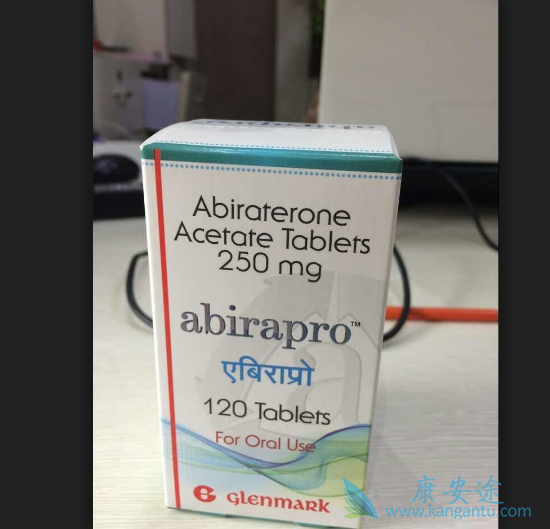 Abiraterone
Acetate Tablets
250 mg
abirapro™
एबिराप्रो
120 Tablets
For Oral Use
G glenmark
康安途
www.kangantu.com